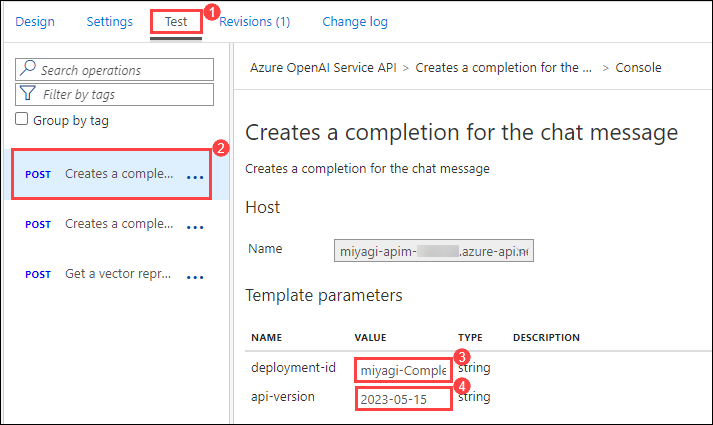 Design Settings Test Revisions (1) Change log
1
Search operations
Filter by tags
Group by tag
2
POST Creates a comple... ...
POST Creates a comple... ...
POST Get a vector repr... ...
Azure OpenAI Service API > Creates a completion for the ... > Console
Creates a completion for the chat message
Creates a completion for the chat message
Host
Name miyagi-apim- .azure-api.ne
Template parameters
NAME VALUE TYPE DESCRIPTION
3
deployment-id miyagi-Comple string
4
api-version 2023-05-15 string